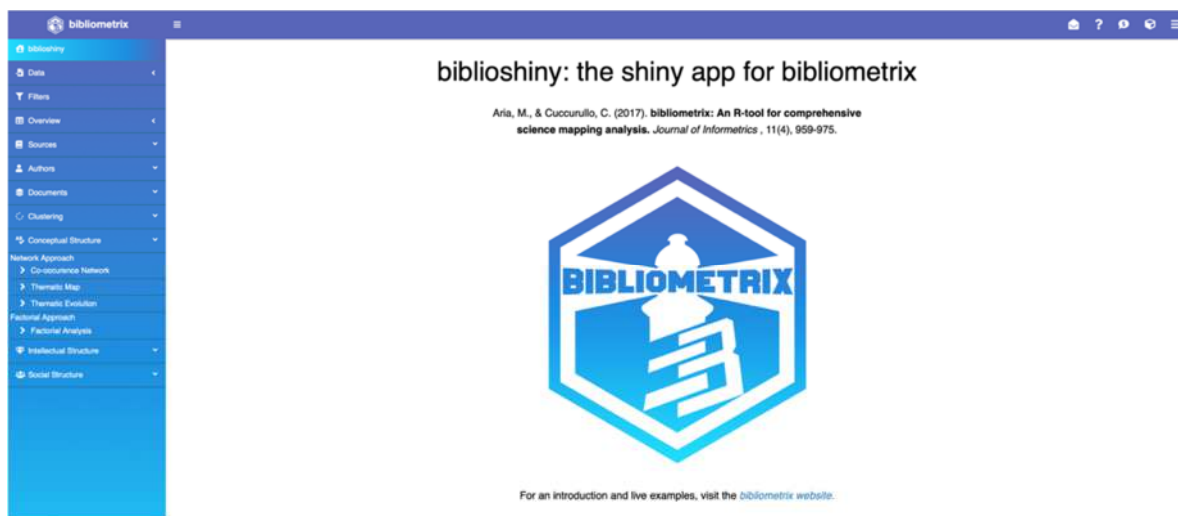 bibliometrix
biblioshiny
Data
Filters
Overview
Sources
Authors
Documents
Clustering
Conceptual Structure
Network Approach
Co-occurence Network
Thematic Map
Thematic Evolution
Factorial Approach
Factorial Analysis
Intellectual Structure
Social Structure
biblioshiny: the shiny app for bibliometrix
Aria, M., & Cuccurullo, C. (2017). bibliometrix: An R-tool for comprehensive
science mapping analysis. Journal of Informetrics , 11(4), 959-975.
BIBLIOMETRIX
For an introduction and live examples, visit the bibliometrix website.